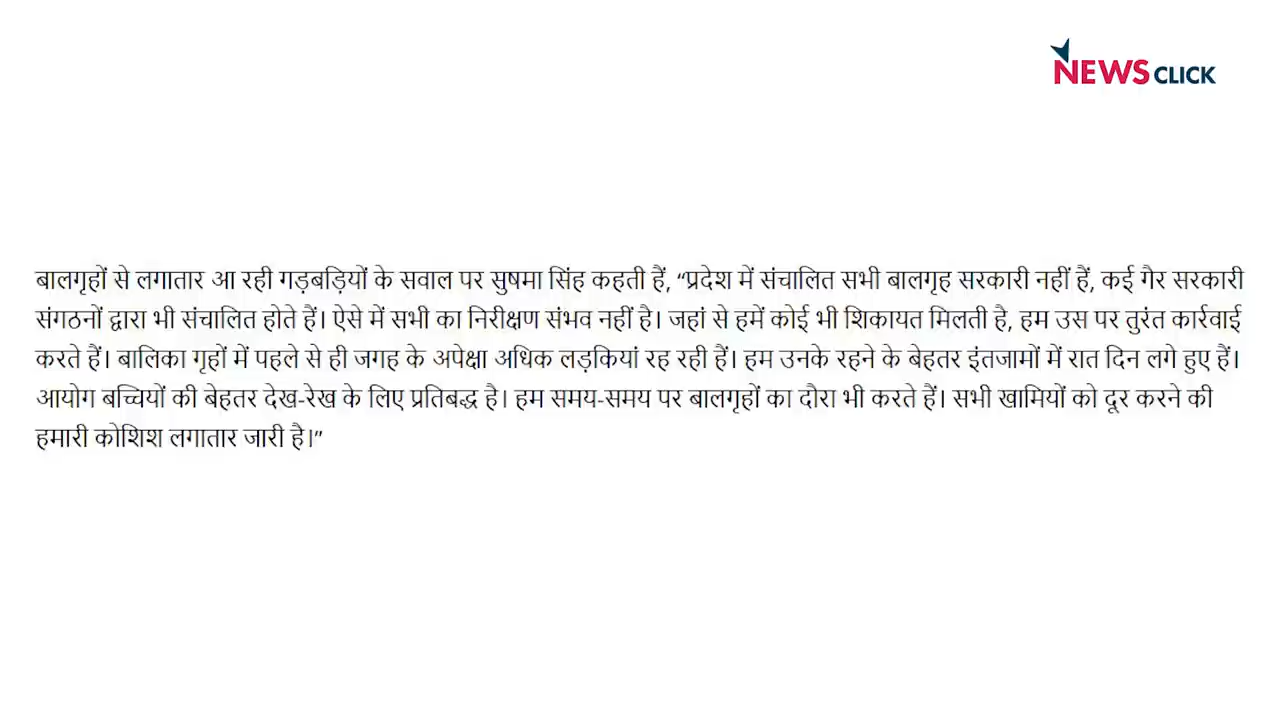 NEWS CLICK
बालगृहों से लगातार आ रही गड़बड़ियों के सवाल पर सुषमा सिंह कहती हैं, “प्रदेश में संचालित सभी बालगृह सरकारी नहीं हैं, कई गैर सरकारी
संगठनों द्वारा भी संचालित होते हैं। ऐसे में सभी का निरीक्षण संभव नहीं है। जहां से हमें कोई भी शिकायत मिलती है, हम उस पर तुरंत कार्रवाई
करते हैं। बालिका गृहों में पहले से ही जगह के अपेक्षा अधिक लड़कियां रह रही हैं। हम उनके रहने के बेहतर इंतजामों में रात दिन लगे हुए हैं।
आयोग बच्चियों की बेहतर देख-रेख के लिए प्रतिबद्ध है। हम समय-समय पर बालगृहों का दौरा भी करते हैं। सभी खामियों को दूर करने की
हमारी कोशिश लगातार जारी है।”